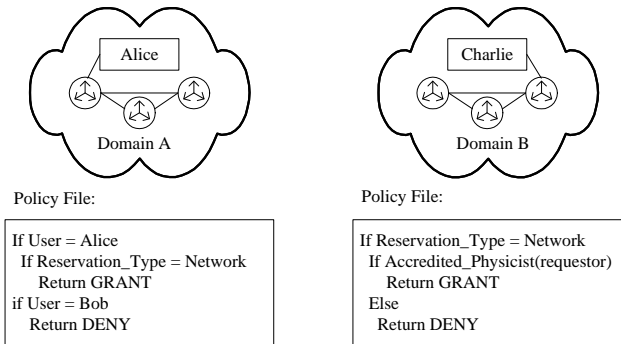 Alice
Domain A
Charlie
Domain B
Policy File:
If User = Alice
If Reservation_Type = Network
Return GRANT
if User = Bob
Return DENY
Policy File:
If Reservation_Type = Network
If Accredited_Physicist(requestor)
Return GRANT
Else
Return DENY